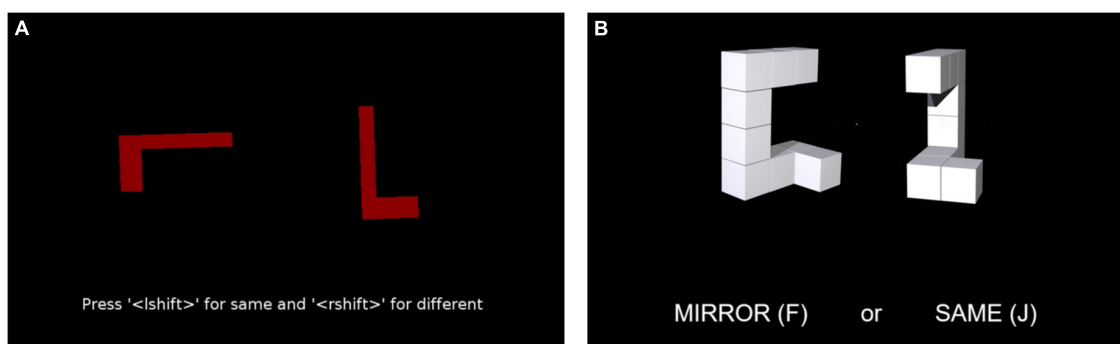 A
Press '<lshift>' for same and '<rshift>' for different
B
MIRROR (F) or SAME (J)